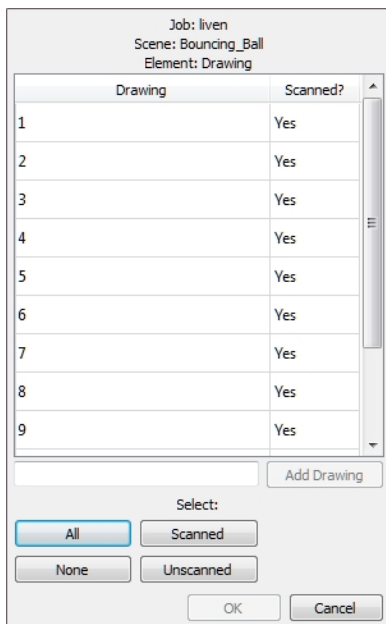 Job: liven
Scene: Bouncing_Ball
Element: Drawing
Drawing Scanned?
1 Yes
2 Yes
3 Yes
4 Yes
5 Yes
6 Yes
7 Yes
8 Yes
9 Yes
Add Drawing
Select:
All Scanned
None Unscanned
OK Cancel